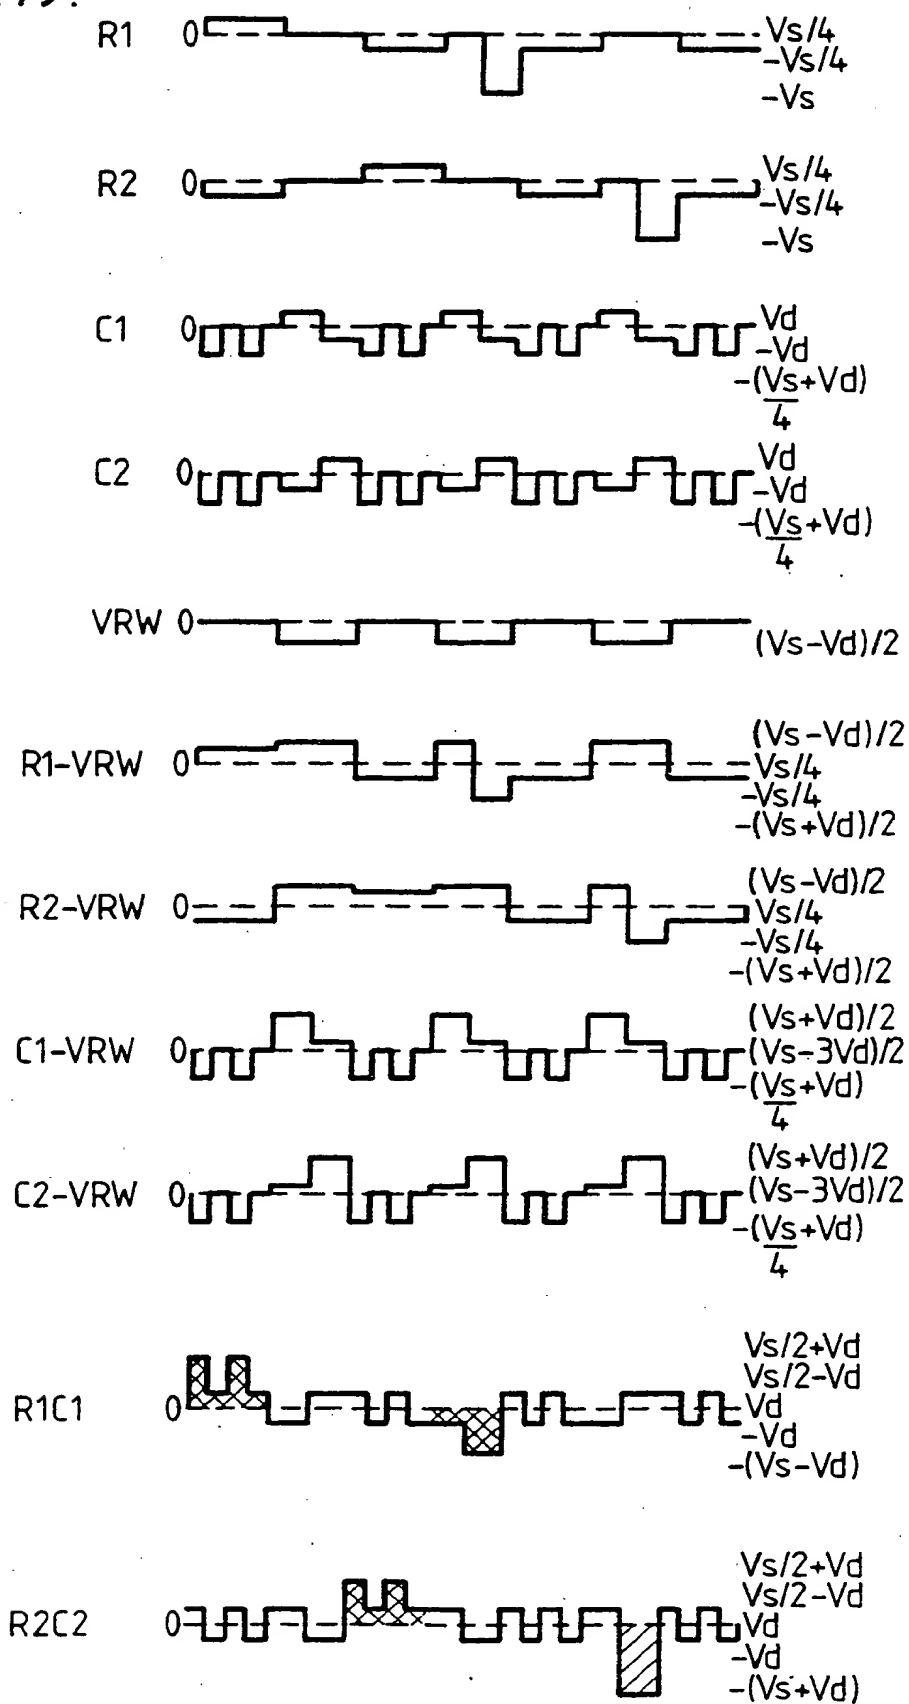 R1 0 Vs/4
-Vs/4
-Vs
R2 0 Vs/4
-Vs/4
-Vs
C1 0 Vd
-Vd
-(Vs+Vd)
4
C2 0 Vd
-Vd
-(Vs+Vd)
4
VRW 0 (Vs-Vd)/2
(Vs-Vd)/2
R1-VRW 0 Vs/4
-Vs/4
-(Vs+Vd)/2
(Vs-Vd)/2
R2-VRW 0 Vs/4
-Vs/4
-(Vs+Vd)/2
(Vs+Vd)/2
C1-VRW 0 (Vs-3Vd)/2
-(Vs+Vd)
4
(Vs+Vd)/2
C2-VRW 0 (Vs-3Vd)/2
-(Vs+Vd)
4
Vs/2+Vd
Vs/2-Vd
R1C1 0 Vd
-Vd
-(Vs-Vd)
Vs/2+Vd
Vs/2-Vd
R2C2 0 Vd
-Vd
-(Vs+Vd)